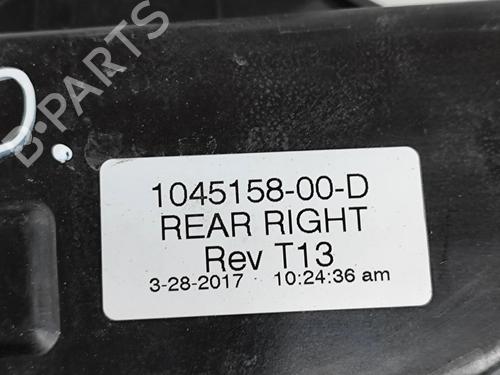 B-PARTS
1045158-00-D
REAR RIGHT
Rev T13
3-28-2017 10:24:36 am